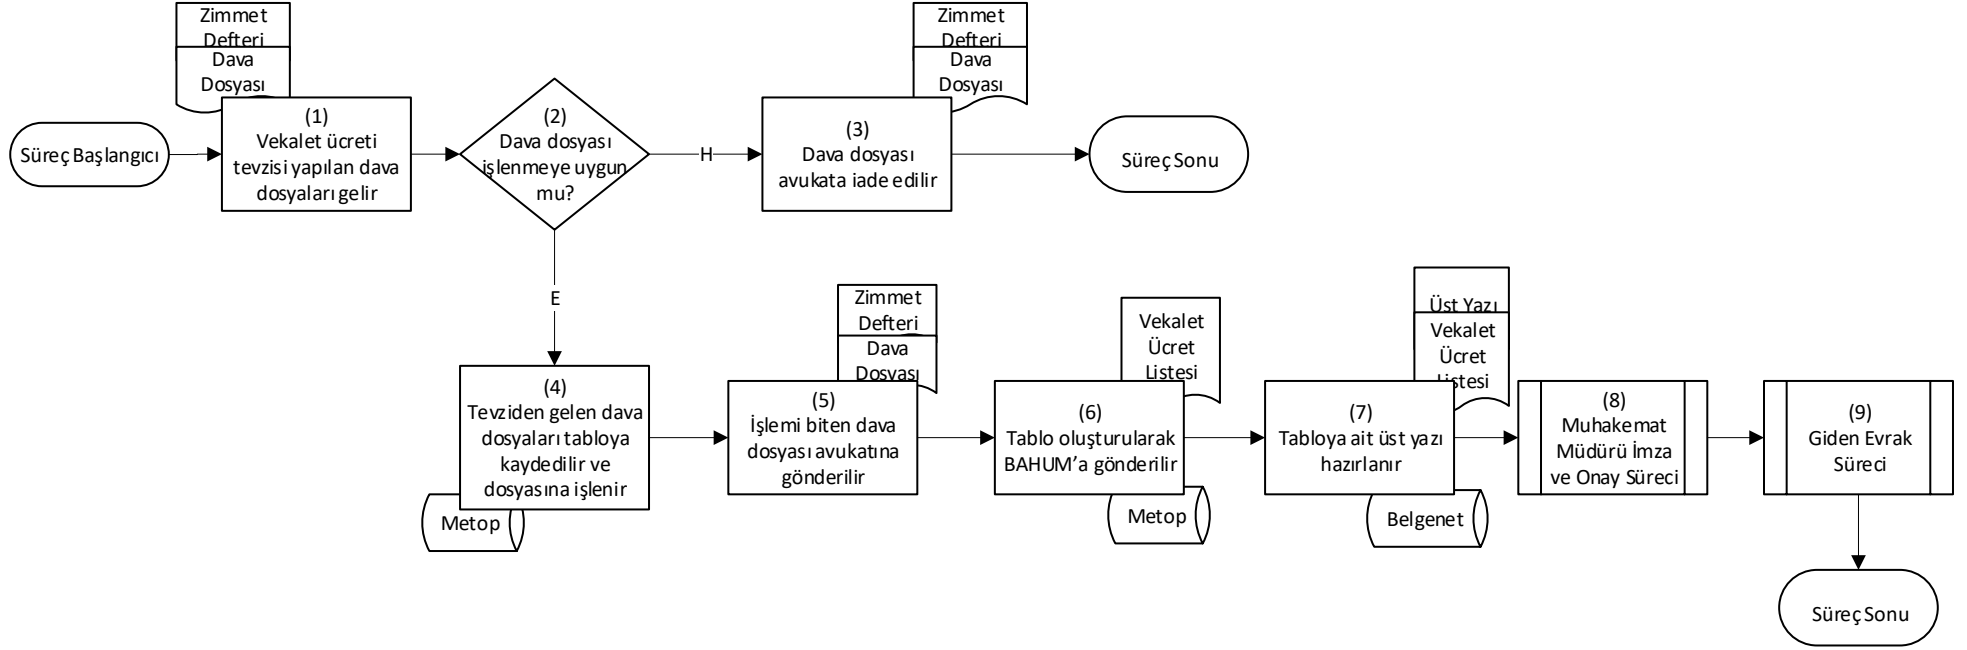 Zimmet
Defteri
Dava
Dosyası
Zimmet
Defteri
Dava
Dosyası
Süreç Başlangıcı
(1)
Vekalet ücreti
tevzisi yapılan dava
dosyaları gelir
(2)
Dava dosyası
işlenmeye uygun
mu?
H
(3)
Dava dosyası
avukata iade edilir
Süreç Sonu
E
Zimmet
Defteri
Dava
Dosyası
Vekalet
Ücret
Listesi
Üst Yazı
Vekalet
Ücret
Listesi
(4)
Tevziden gelen dava
dosyaları tabloya
kaydedilir ve
dosyasına işlenir
Metop
(5)
İşlemi biten dava
dosyası avukatına
gönderilir
(6)
Tablo oluşturularak
BAHUM’a gönderilir
Metop
(7)
Tabloya ait üst yazı
hazırlanır
Belgenet
(8)
Muhakemat
Müdürü İmza
ve Onay Süreci
(9)
Giden Evrak
Süreci
Süreç Sonu